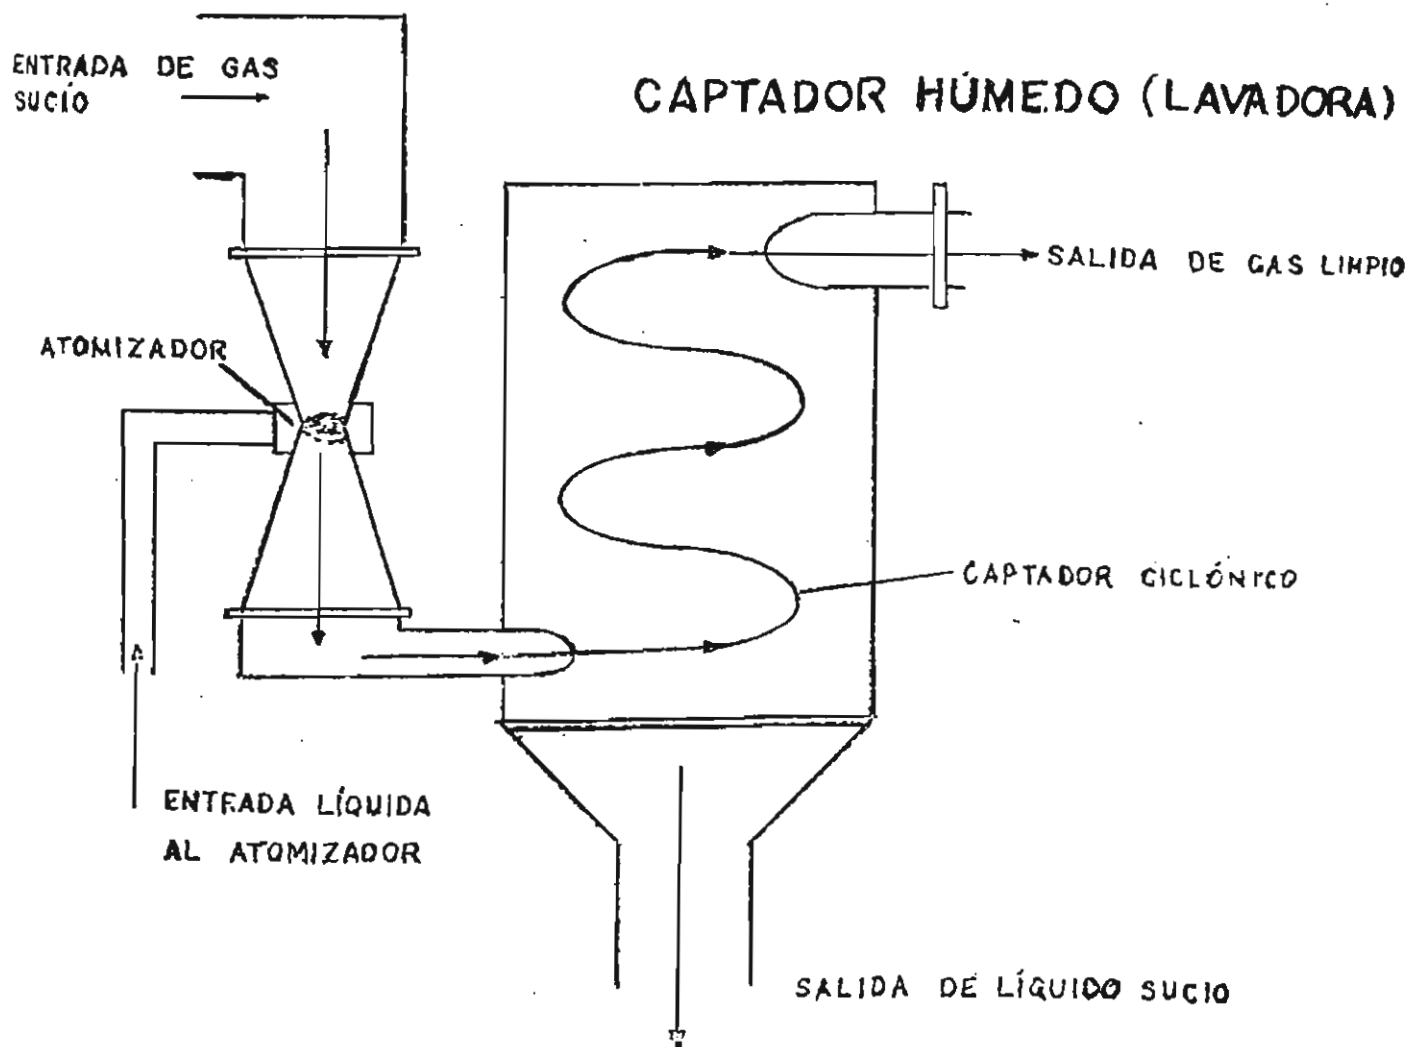 ENTRADA DE GAS
SUCÍO
CAPTADOR HÚMEDO (LAVADORA)
SALIDA DE GAS LIMPIO
ATOMIZADOR
CAPTADOR CICLÓNICO
ENTRADA LÍQUIDA
AL ATOMIZADOR
SALIDA DE LÍQUIDO SUCIO